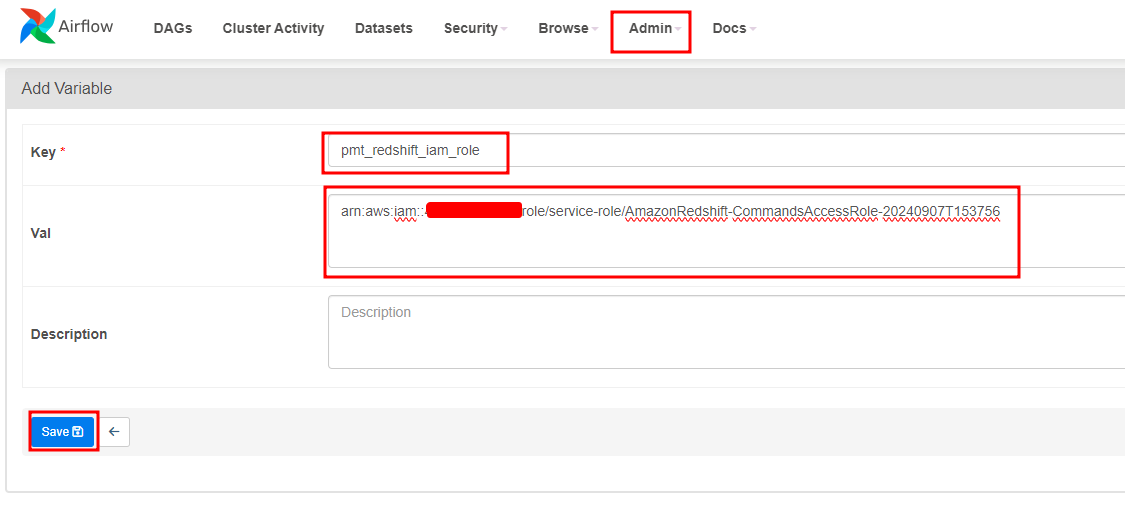 Airflow DAGs Cluster Activity Datasets Security Browse Admin Docs
Add Variable
Key *
pmt_redshift_iam_role
Val
arn:aws:iam:: role/service-role/AmazonRedshift-CommandsAccessRole-20240907T153756
Description
Description
Save